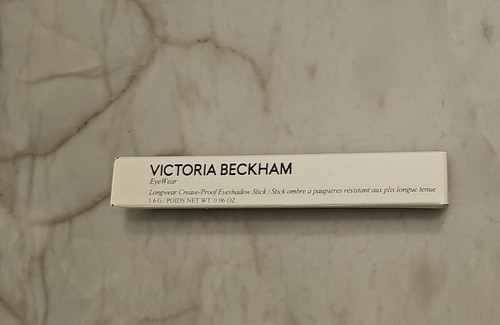 VICTORIA BECKHAM
EyeWear
Longwear Crease-Proof Eyeshadow Stick / Stick ombre à paupières résistant aux plis longue tenue
1.6 G / POIDS NET WT. 0.06 OZ.